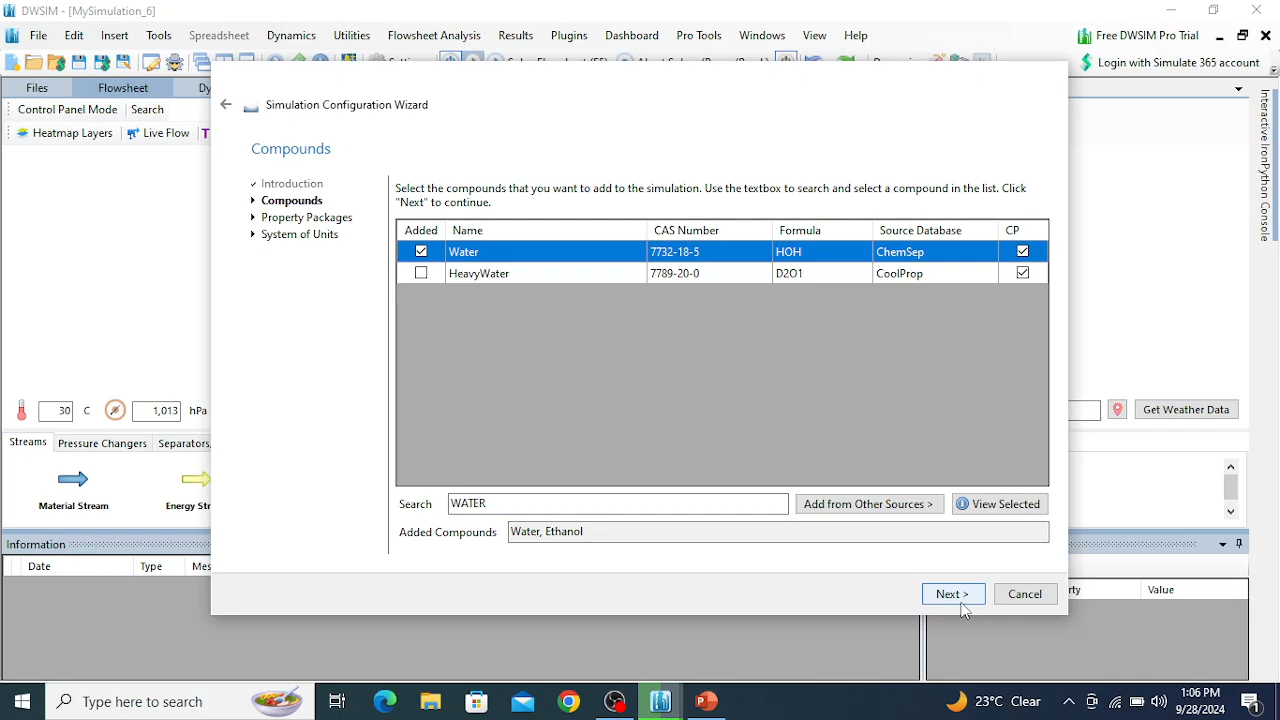 DWSIM - [MySimulation_6]
File Edit Insert Tools Spreadsheet Dynamics Utilities Flowsheet Analysis Results Plugins Dashboard Pro Tools Windows View Help Free DWSIM Pro Trial
Login with Simulate 365 account
Files Flowsheet Dy
Control Panel Mode Search
Heatmap Layers Live Flow T
Interactive IronPython Console
Simulation Configuration Wizard
Compounds
Introduction
Compounds
Property Packages
System of Units
Select the compounds that you want to add to the simulation. Use the textbox to search and select a compound in the list. Click
"Next" to continue.
Added Name CAS Number Formula Source Database CP
Water 7732-18-5 HOH ChemSep
HeavyWater 7789-20-0 D2O1 CoolProp
30 C 1,013 hPa Get Weather Data
Streams Pressure Changers Separators,
Material Stream Energy Str
Search WATER Add from Other Sources > View Selected
Added Compounds Water, Ethanol
Information
Date Type Mes
rty Value
Next > Cancel
Type here to search
23°C Clear
1:06 PM
9/28/2024
1